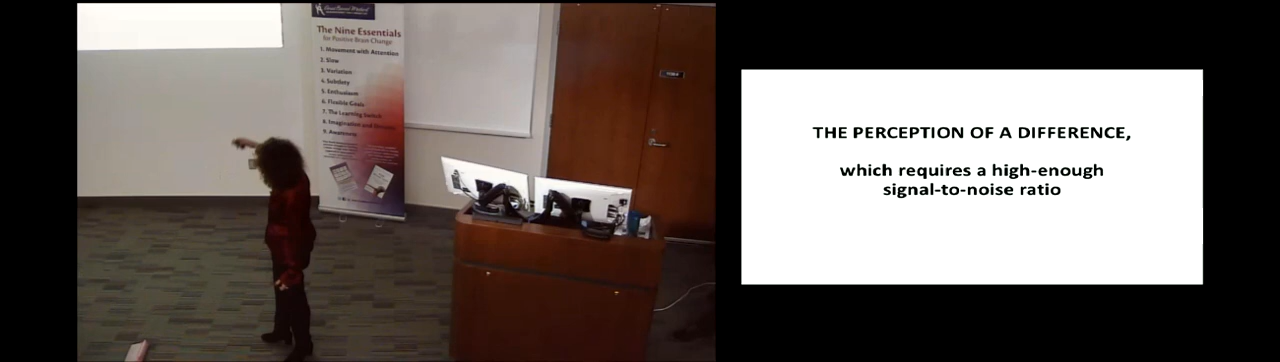 The Nine Essentials
for Positive Brain Change
1. Movement with Attention
2. Slow
3. Variation
4. Subtlety
5. Enthusiasm
6. Flexible Goals
7. The Learning Switch
8. Imagination and Dreams
9. Awareness
THE PERCEPTION OF A DIFFERENCE,
which requires a high-enough
signal-to-noise ratio